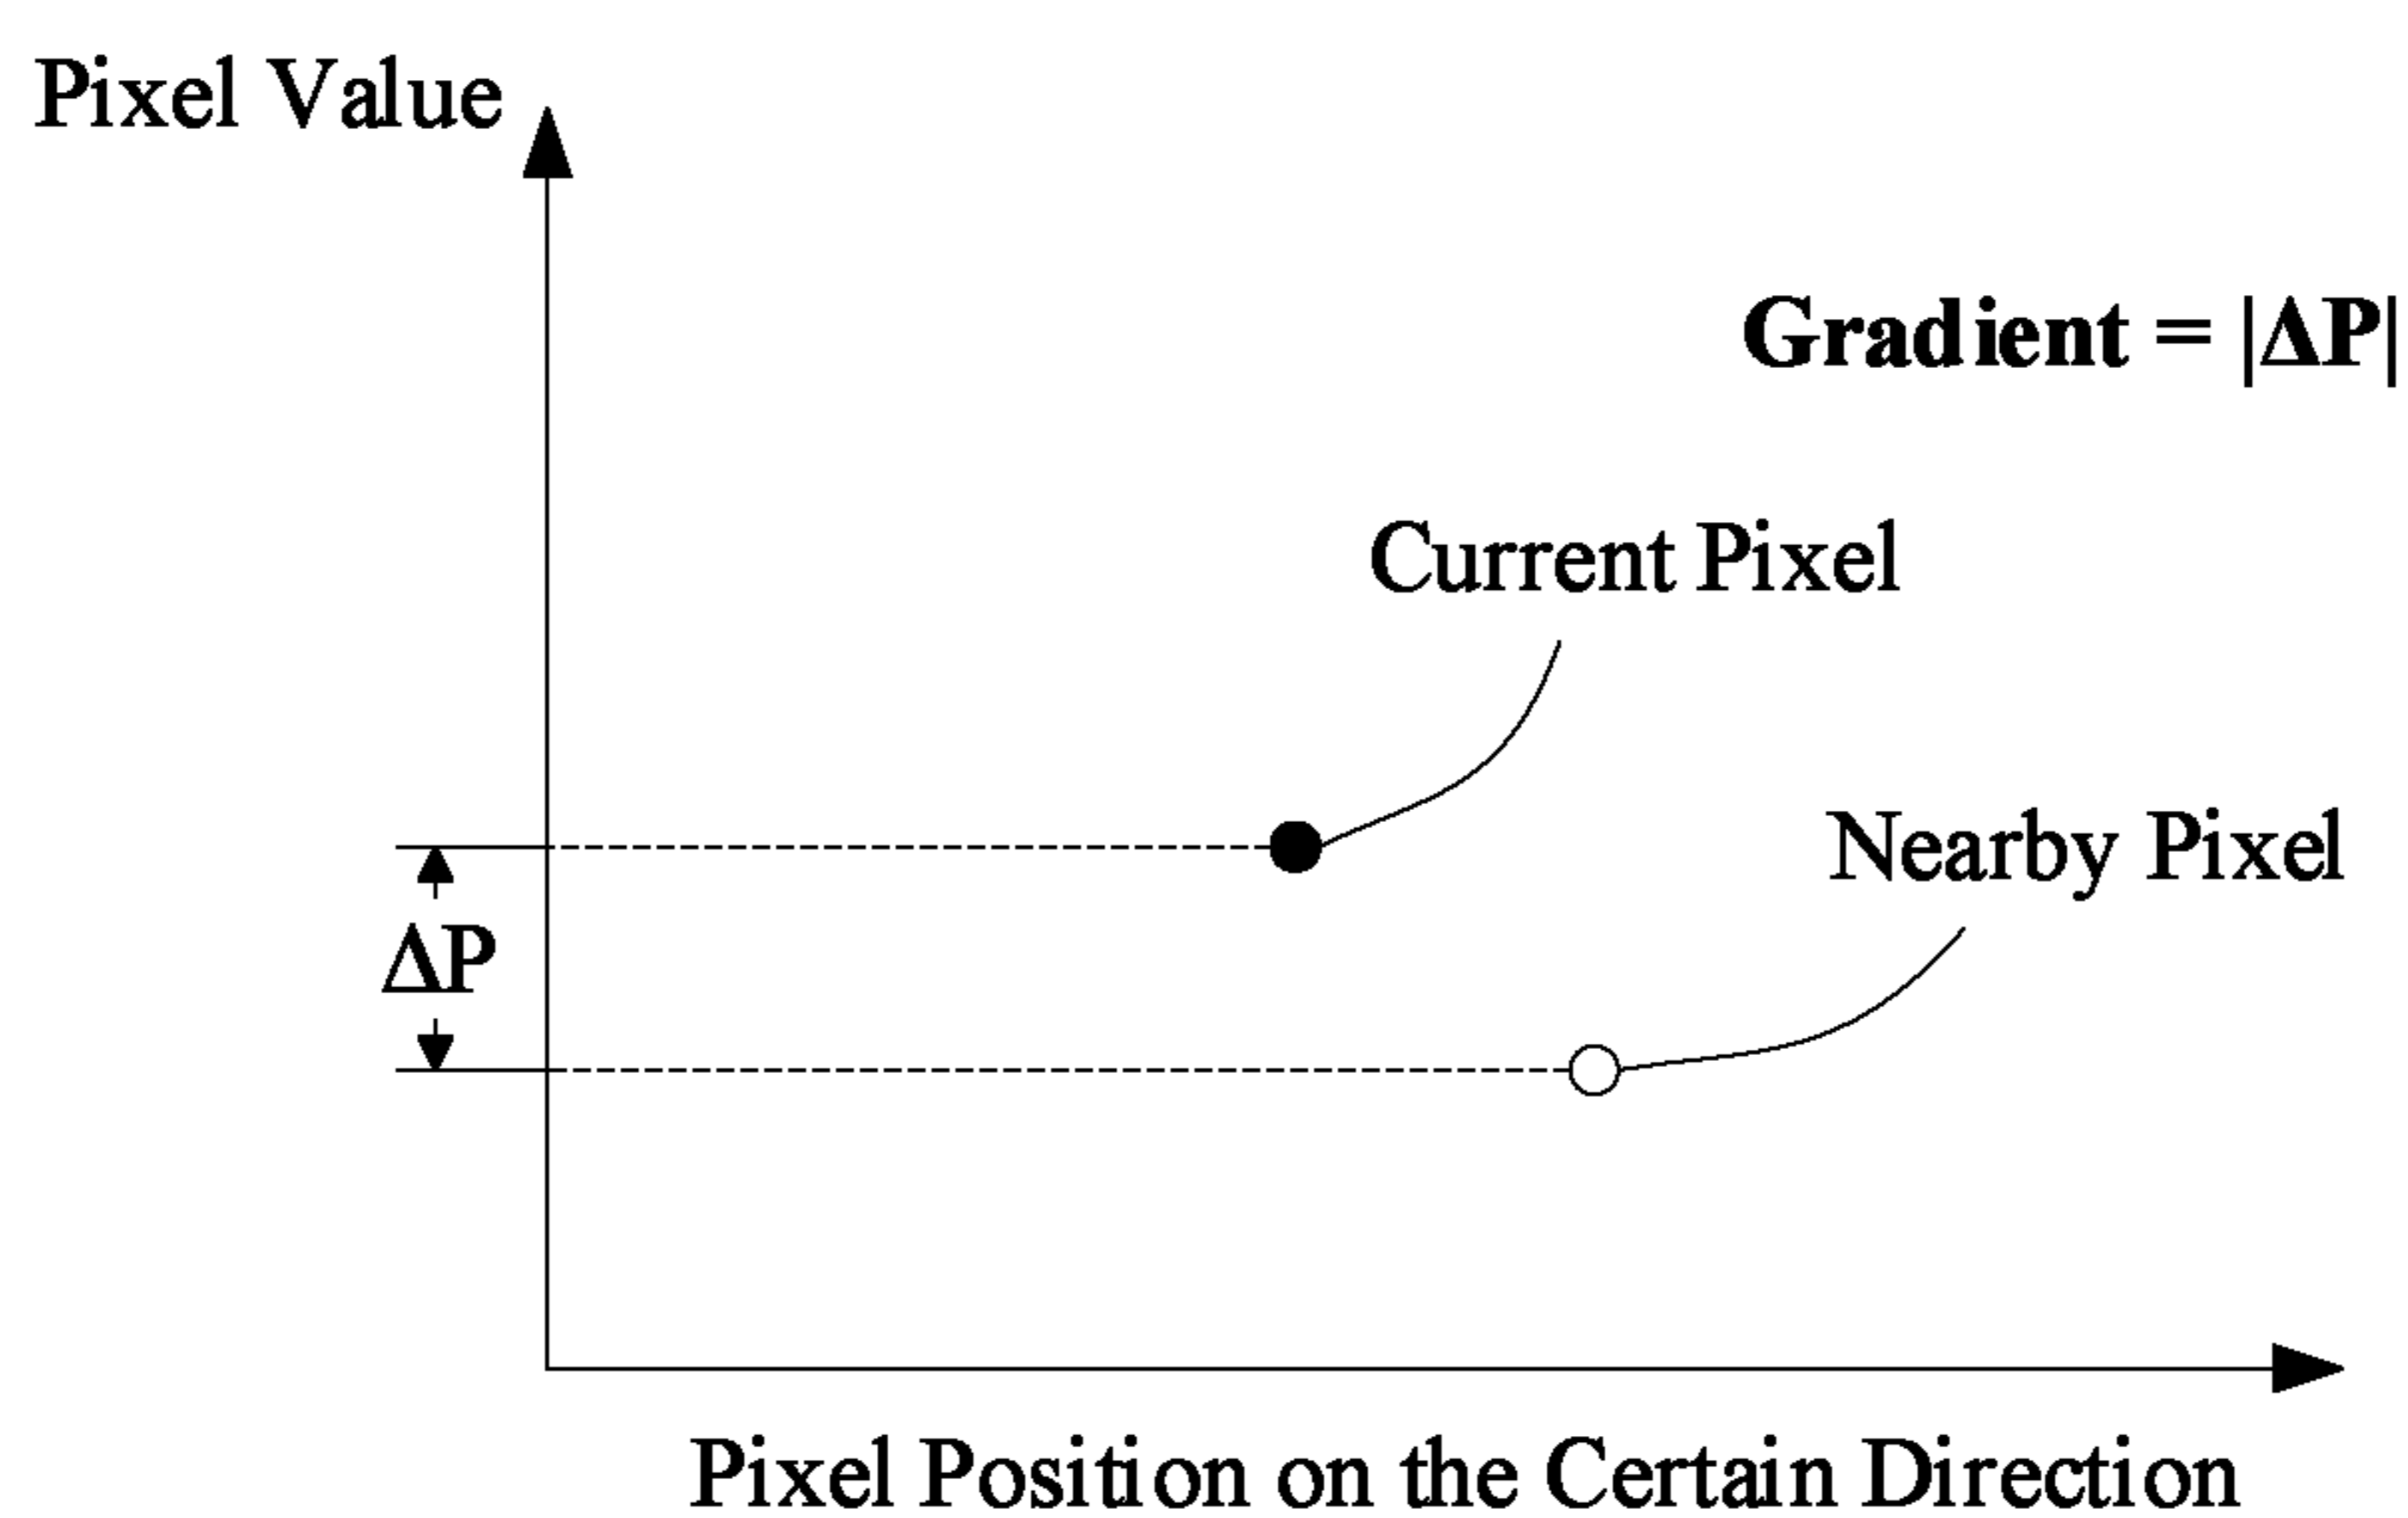 Pixel Value
Gradient = |ΔP|
Current Pixel
Nearby Pixel
ΔP
Pixel Position on the Certain Direction